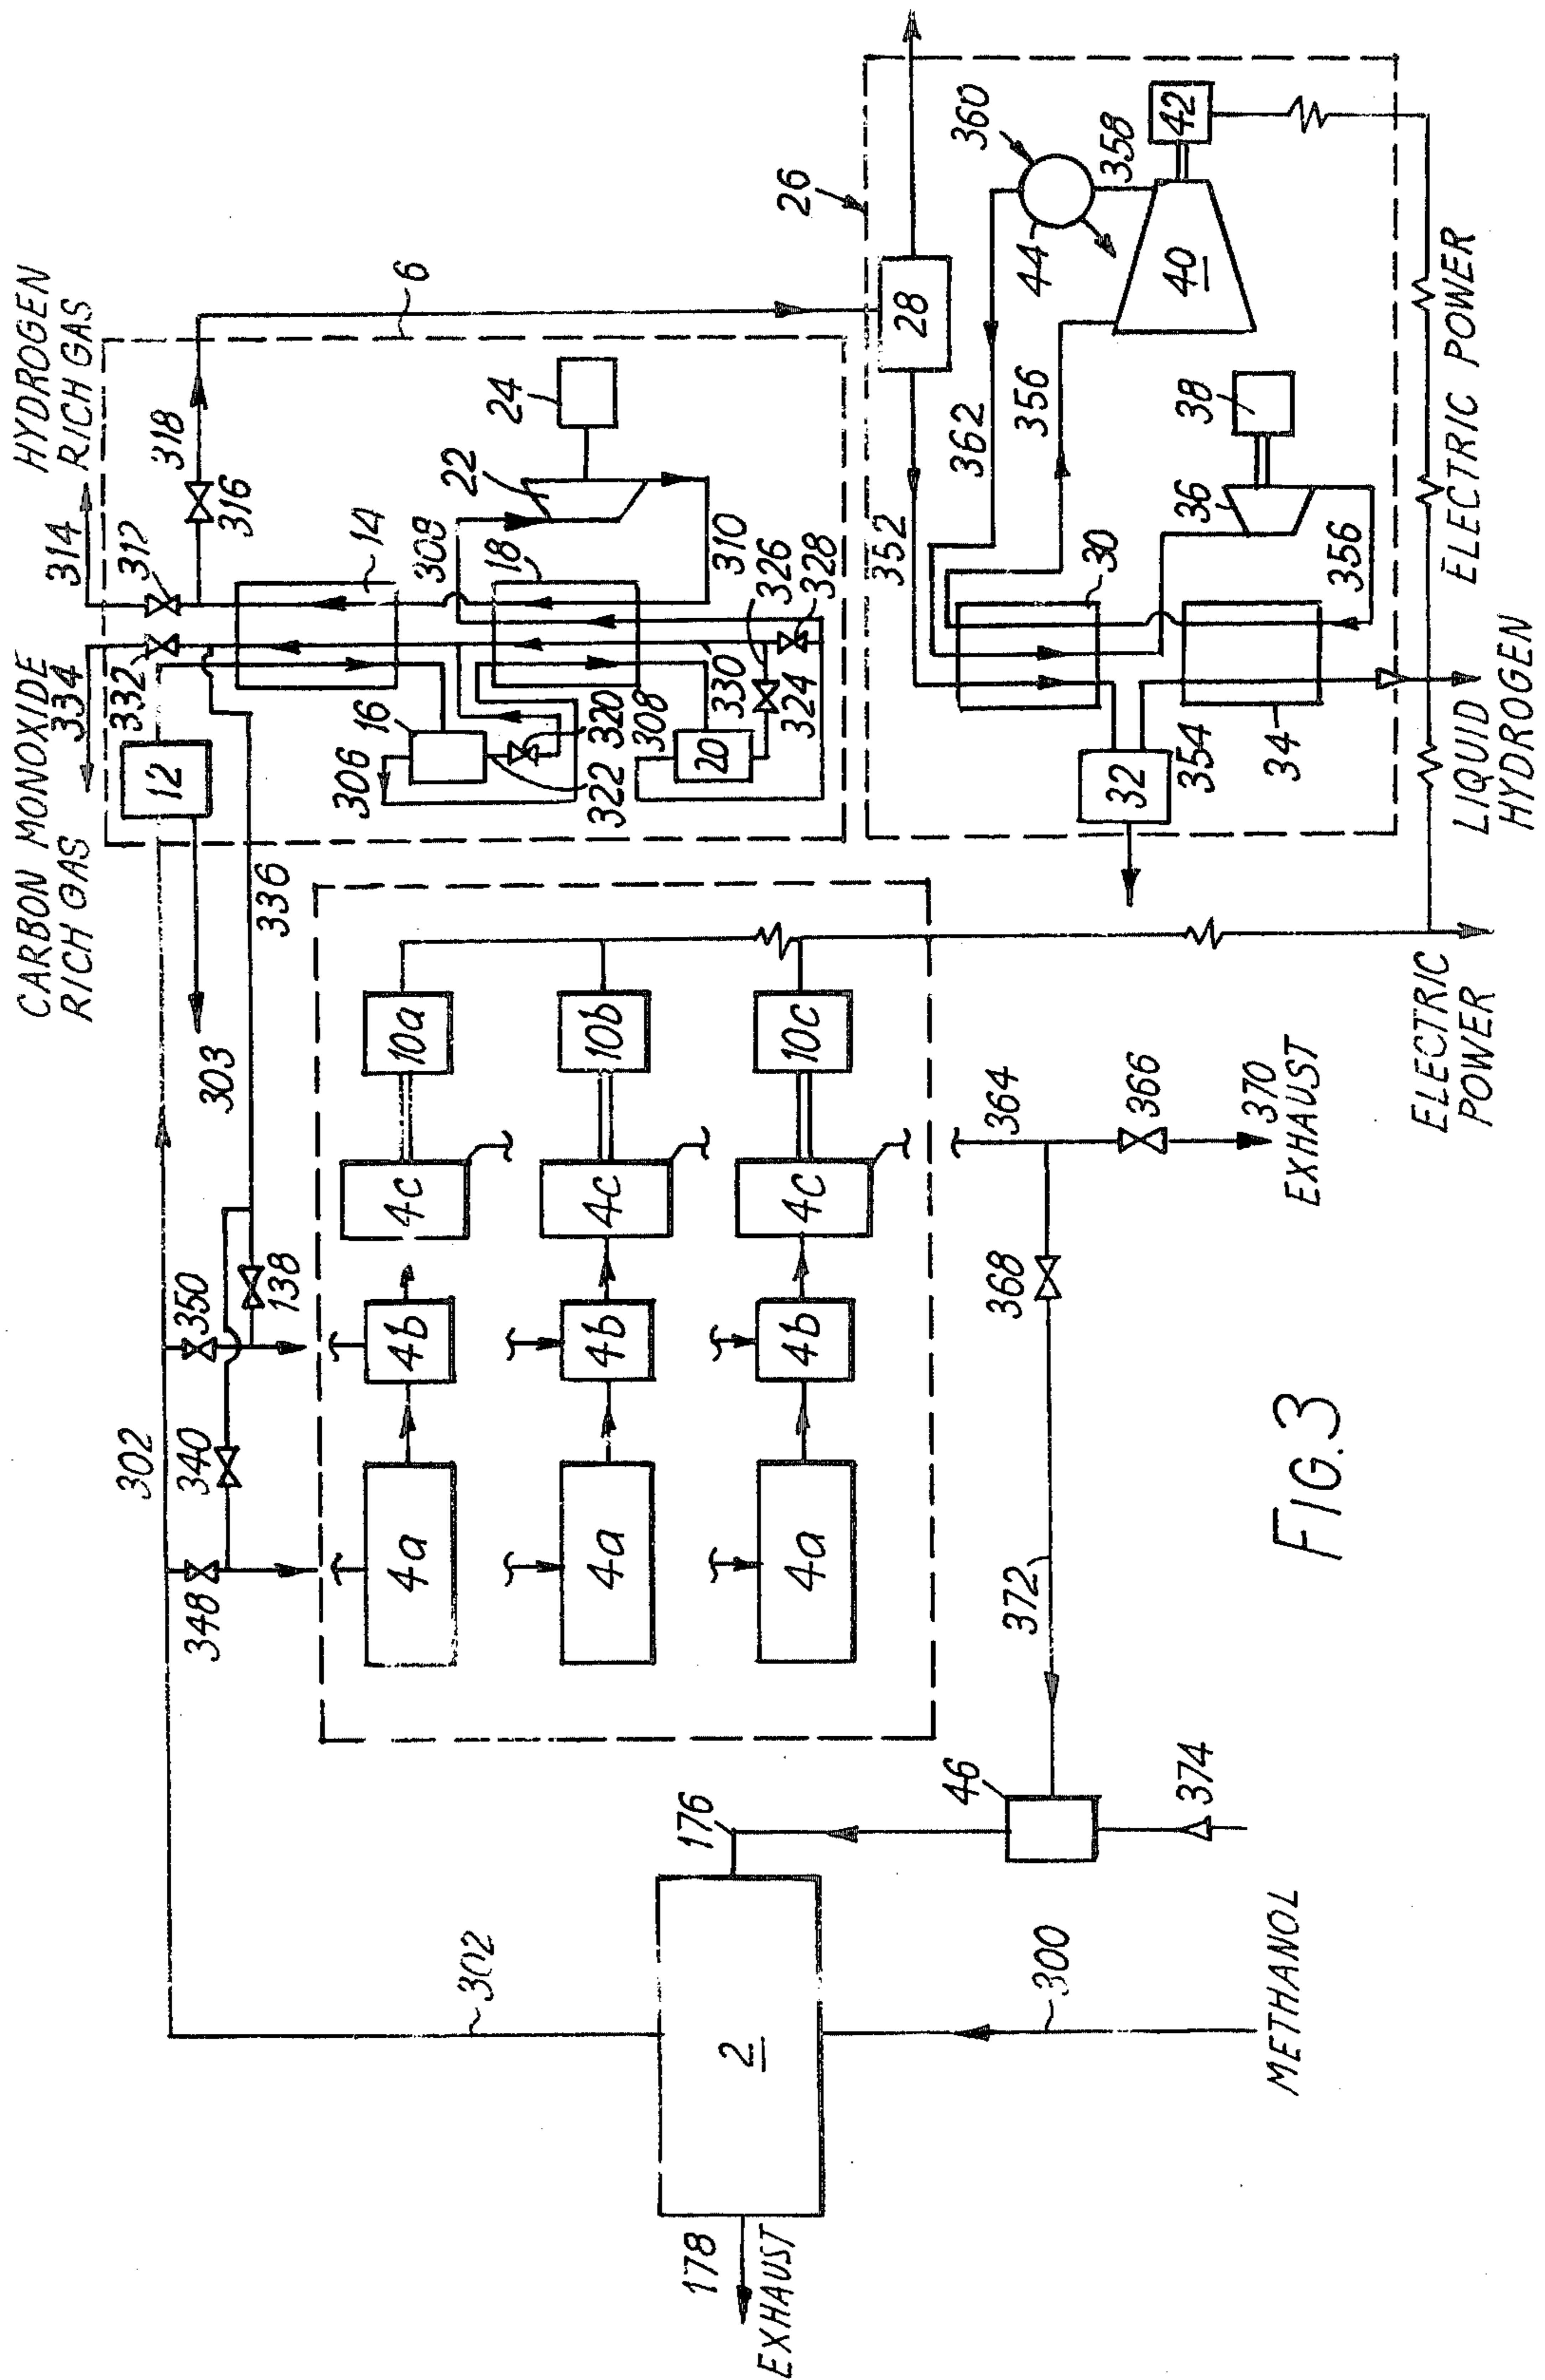 HYDROGEN
RICH GAS
CARBON MONOXIDE
RICH GAS
314
312
318
316
6
334
332
12
14
24
22
308
18
310
326
328
16
306
320
322
308
20
330
324
336
303
302
350
138
340
348
10a
10b
10c
4c
4c
4c
4b
4b
4b
4a
4a
4a
26
28
360
358
42
44
40
362
356
352
38
36
30
356
32
354
34
LIQUID
HYDROGEN
ELECTRIC POWER
ELECTRIC
POWER
364
366
370
EXHAUST
368
372
46
374
176
302
2
300
METHANOL
178
EXHAUST
FIG.3